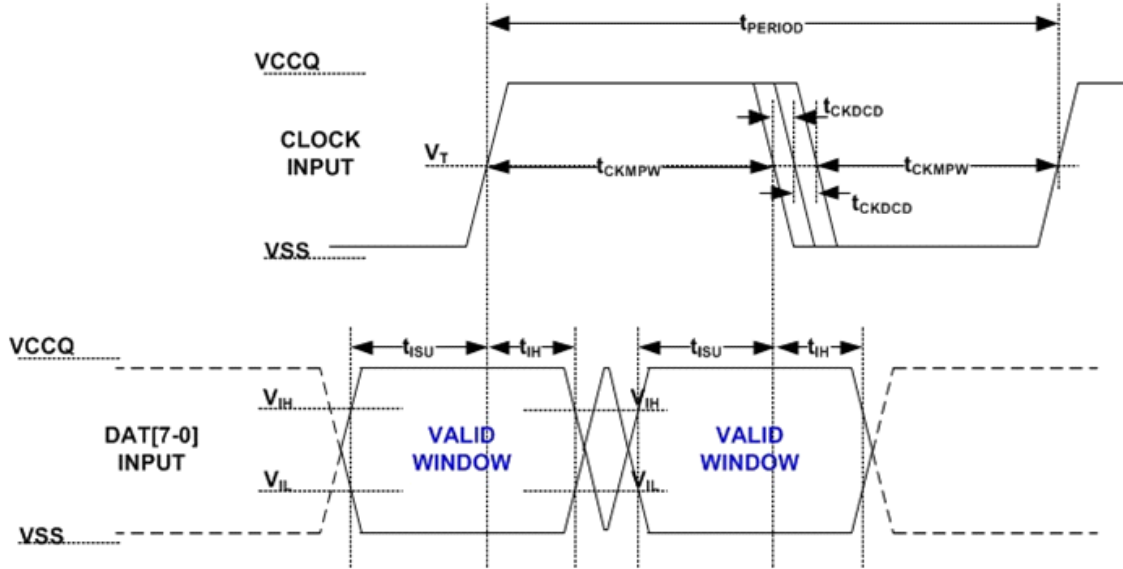 tPERIOD
VCCQ
tCKDCD
CLOCK
INPUT
VT
tCKMPW
tCKMPW
tCKDCD
VSS
VCCQ
tISU
tIH
tISU
tIH
VIH
VIH
DAT[7-0]
INPUT
VALID
WINDOW
VALID
WINDOW
VIL
VIL
VSS